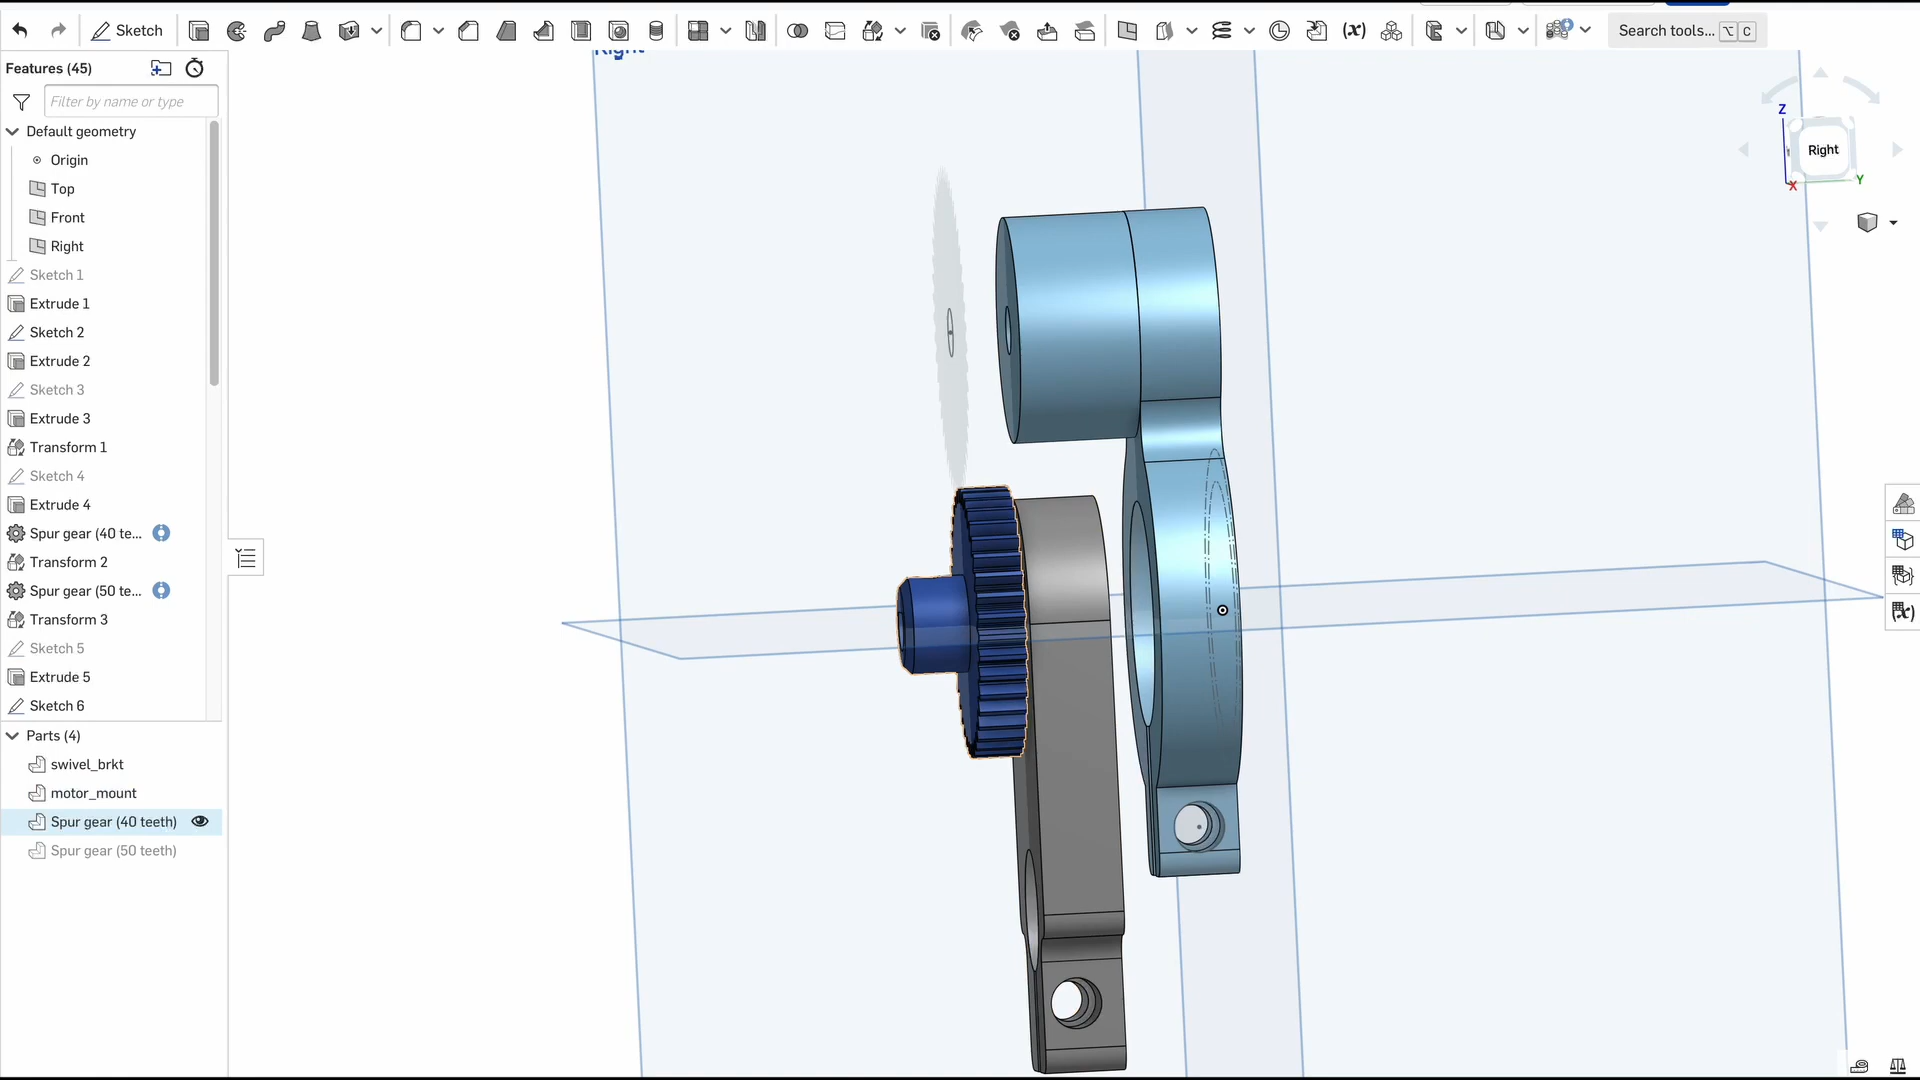 Sketch
Search tools... ⌥ C
Right
Features (45)
Filter by name or type
Default geometry
Origin
Top
Front
Right
Sketch 1
Extrude 1
Sketch 2
Extrude 2
Sketch 3
Extrude 3
Transform 1
Sketch 4
Extrude 4
Spur gear (40 te...
Transform 2
Spur gear (50 te...
Transform 3
Sketch 5
Extrude 5
Sketch 6
Parts (4)
swivel_brkt
motor_mount
Spur gear (40 teeth)
Spur gear (50 teeth)
Z
Right
X
Y
(x)
(x)